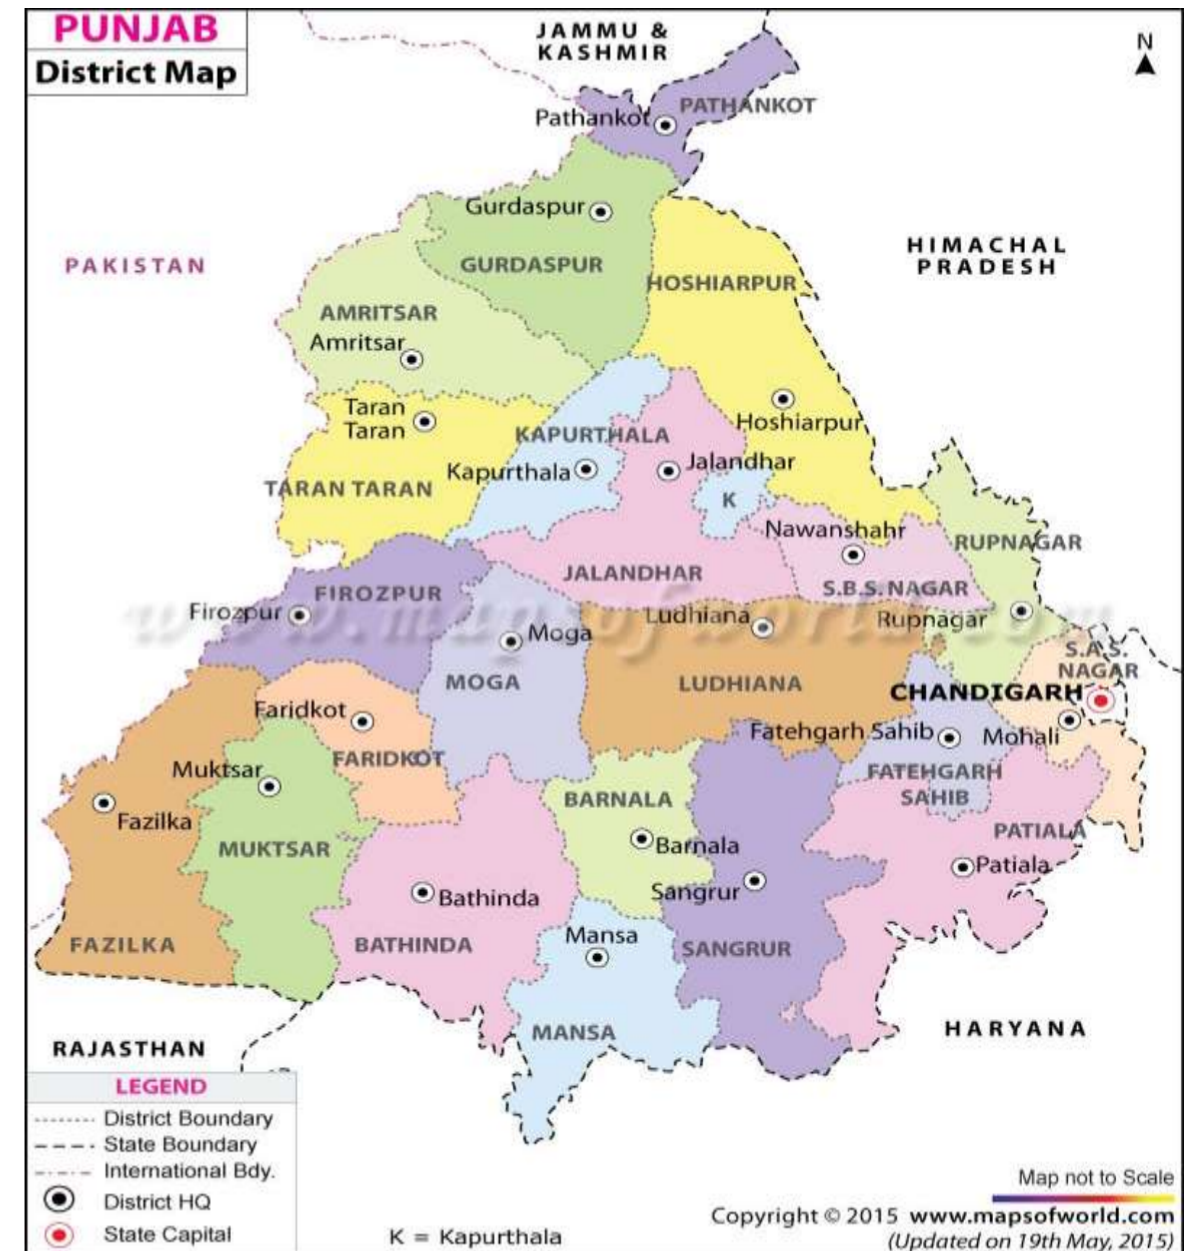 PUNJAB
District Map
JAMMU &
KASHMIR
N
PATHANKOT
Pathankot
Gurdaspur
GURDASPUR
PAKISTAN
HIMACHAL
PRADESH
HOSHIARPUR
AMRITSAR
Amritsar
Taran
Taran
Hoshiarpur
KAPURTHALA
Kapurthala
Jalandhar
TARAN TARAN
K
Nawanshahr
RUPNAGAR
JALANDHAR
S.B.S. NAGAR
FIROZPUR
Firozpur
www.mapsofworld.com
Moga
Ludhiana
Rupnagar
S.A.S.
NAGAR
MOGA
LUDHIANA
CHANDIGARH
Faridkot
Fatehgarh Sahib
Mohali
FARIDKOT
Muktsar
FATEHGARH
SAHIB
BARNALA
Fazilka
PATIALA
MUKTSAR
Barnala
Patiala
Sangrur
Bathinda
Mansa
FAZILKA
BATHINDA
SANGRUR
MANSA
HARYANA
RAJASTHAN
LEGEND
District Boundary
State Boundary
International Bdy.
District HQ
State Capital
K = Kapurthala
Map not to Scale
Copyright © 2015 www.mapsofworld.com
(Updated on 19th May, 2015)